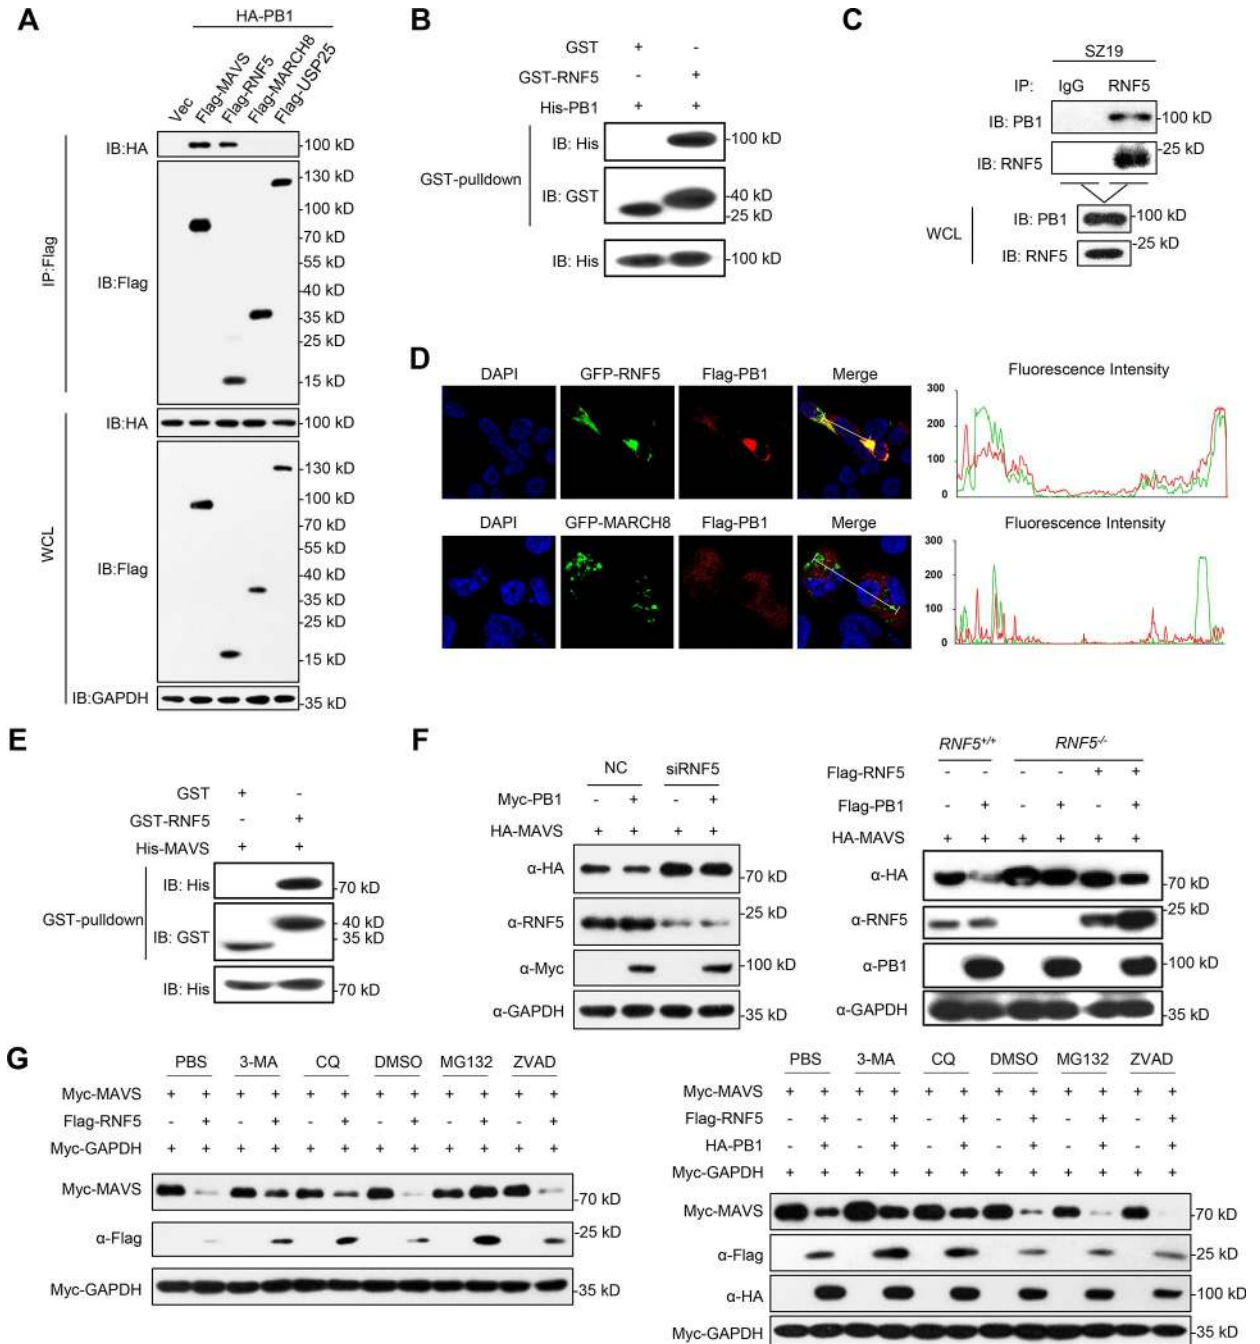 A
HA-PB1
Vec
Flag-MAVS
Flag-RNF5
Flag-MARCH8
Flag-USP25
IP:Flag
IB:HA
100 kD
IB:Flag
130 kD
100 kD
70 kD
55 kD
40 kD
35 kD
25 kD
15 kD
WCL
IB:HA
100 kD
IB:Flag
130 kD
100 kD
70 kD
55 kD
40 kD
35 kD
25 kD
15 kD
IB:GAPDH
35 kD
B
GST + -
GST-RNF5 - +
His-PB1 + +
GST-pulldown
IB: His
100 kD
IB: GST
40 kD
25 kD
IB: His
100 kD
C
SZ19
IP: IgG RNF5
IB: PB1
100 kD
IB: RNF5
25 kD
WCL
IB: PB1
100 kD
IB: RNF5
25 kD
D
DAPI GFP-RNF5 Flag-PB1 Merge
Fluorescence Intensity
300
200
100
0
DAPI GFP-MARCH8 Flag-PB1 Merge
Fluorescence Intensity
300
200
100
0
E
GST + -
GST-RNF5 - +
His-MAVS + +
GST-pulldown
IB: His
70 kD
IB: GST
40 kD
35 kD
IB: His
70 kD
F
NC siRNF5
Myc-PB1 - + - +
HA-MAVS + + + +
α-HA
70 kD
α-RNF5
25 kD
α-Myc
100 kD
α-GAPDH
35 kD
RNF5+/+ RNF5-/-
Flag-RNF5 - - - - + +
Flag-PB1 - + - + - +
HA-MAVS + + + + + +
α-HA
70 kD
α-RNF5
25 kD
α-PB1
100 kD
α-GAPDH
35 kD
G
PBS 3-MA CQ DMSO MG132 ZVAD
Myc-MAVS + + + + + + + + + + + +
Flag-RNF5 - + - + - + - + - + - +
Myc-GAPDH + + + + + + + + + + + +
Myc-MAVS
70 kD
α-Flag
25 kD
Myc-GAPDH
35 kD
PBS 3-MA CQ DMSO MG132 ZVAD
Myc-MAVS + + + + + + + + + + + +
Flag-RNF5 - + - + - + - + - + - +
HA-PB1 - + - + - + - + - + - +
Myc-GAPDH + + + + + + + + + + + +
Myc-MAVS
70 kD
α-Flag
25 kD
α-HA
100 kD
Myc-GAPDH
35 kD